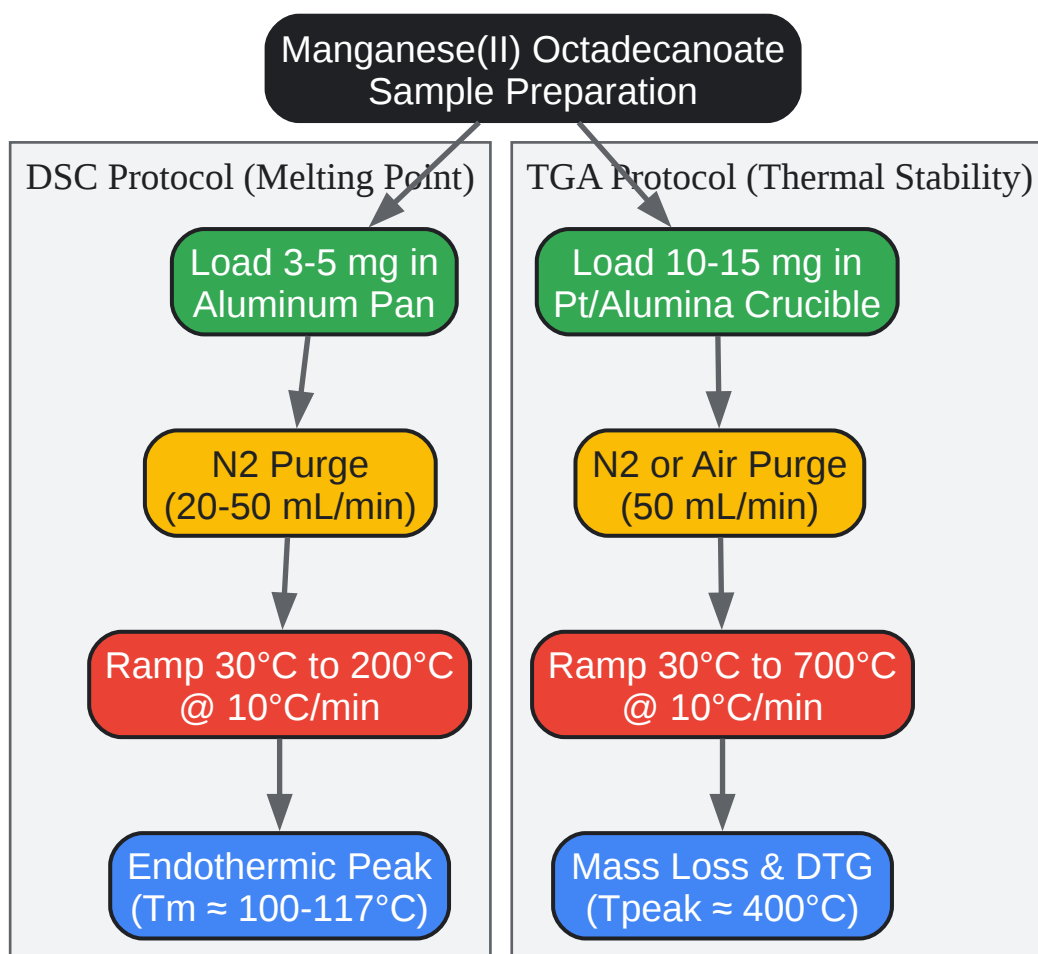 Manganese(II) Octadecanoate
Sample Preparation
DSC Protocol (Melting Point)
Load 3-5 mg in
Aluminum Pan
N2 Purge
(20-50 mL/min)
Ramp 30°C to 200°C
@ 10°C/min
Endothermic Peak
(Tm ≈ 100-117°C)
TGA Protocol (Thermal Stability)
Load 10-15 mg in
Pt/Alumina Crucible
N2 or Air Purge
(50 mL/min)
Ramp 30°C to 700°C
@ 10°C/min
Mass Loss & DTG
(Tpeak ≈ 400°C)